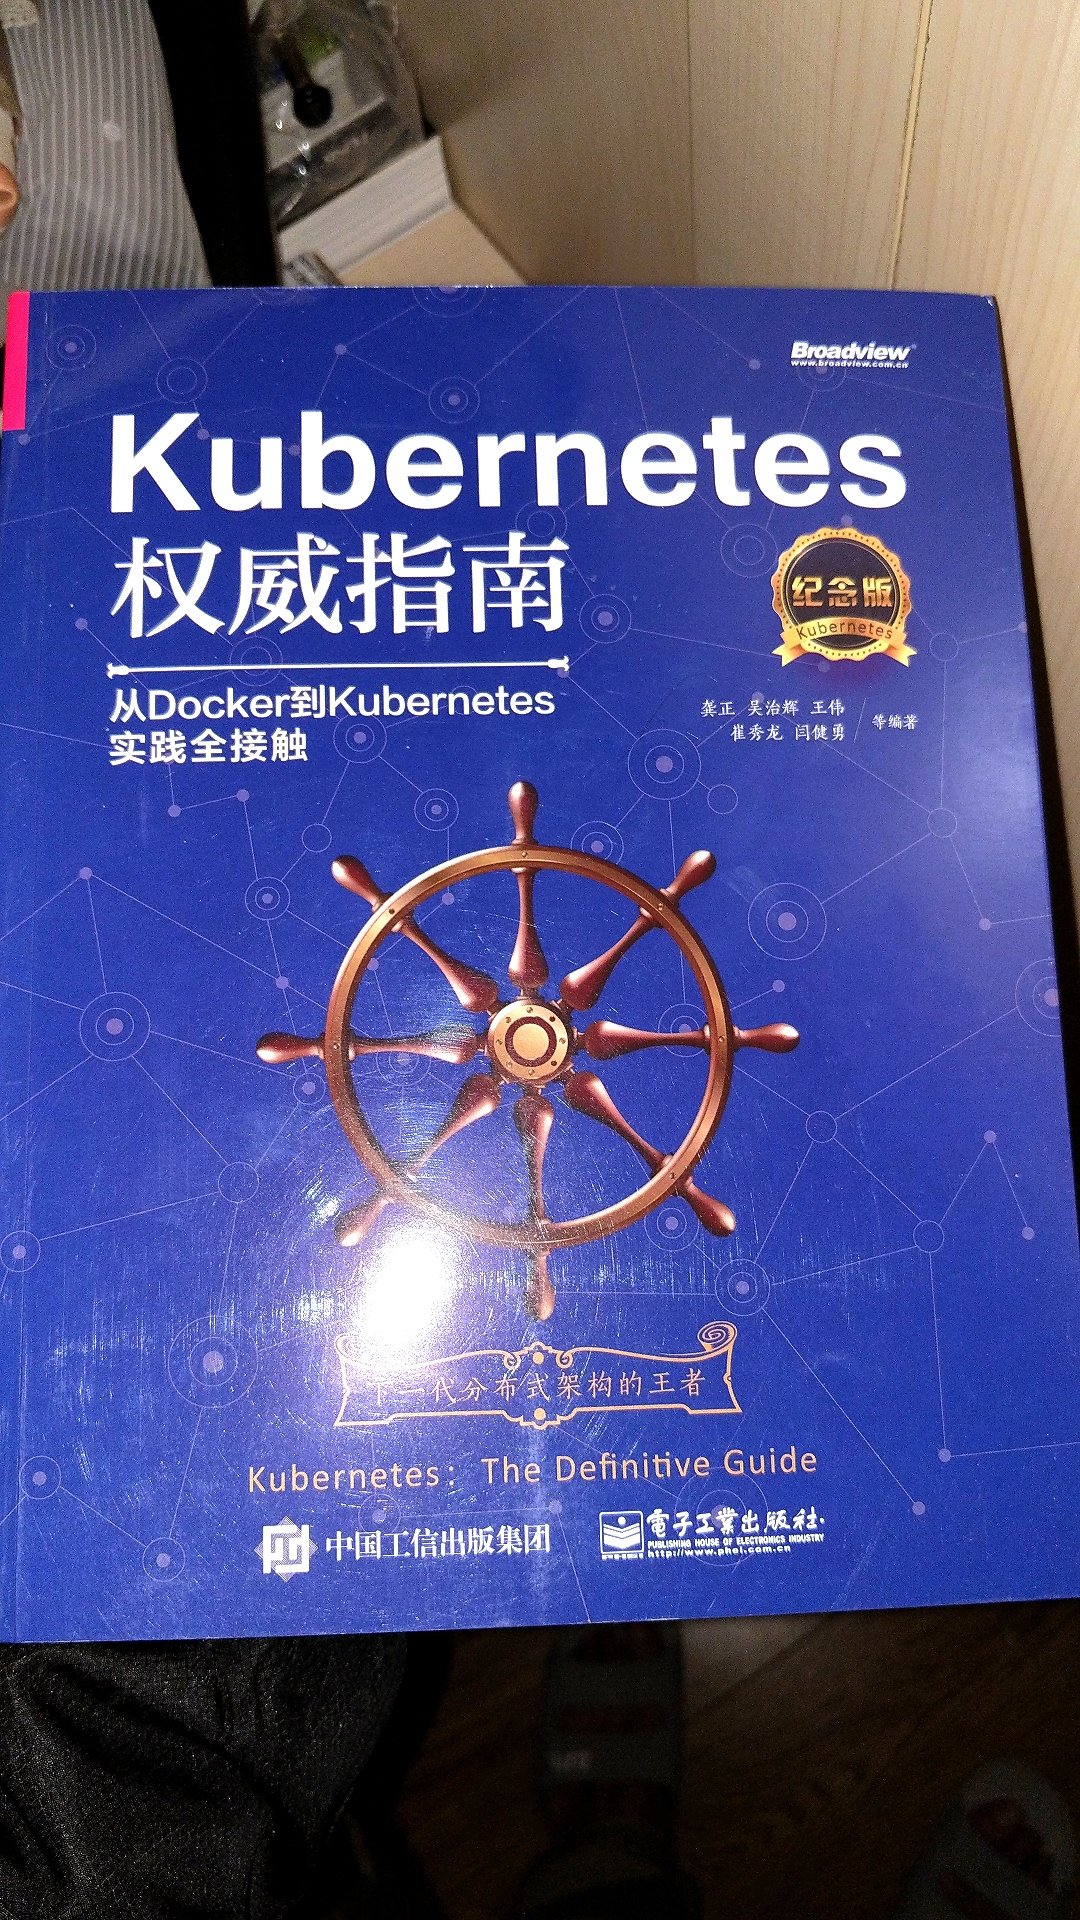 Broadview
www.broadview.com.cn
Kubernetes
权威指南
纪念版
Kubernetes
从Docker到Kubernetes
实践全接触
龚正 吴治辉 王伟
崔秀龙 闫健勇
等编著
下一代分布式架构的王者
Kubernetes: The Definitive Guide
中国工信出版集团
電子工業出版社·
PUBLISHING HOUSE OF ELECTRONICS INDUSTRY
http://www.phei.com.cn